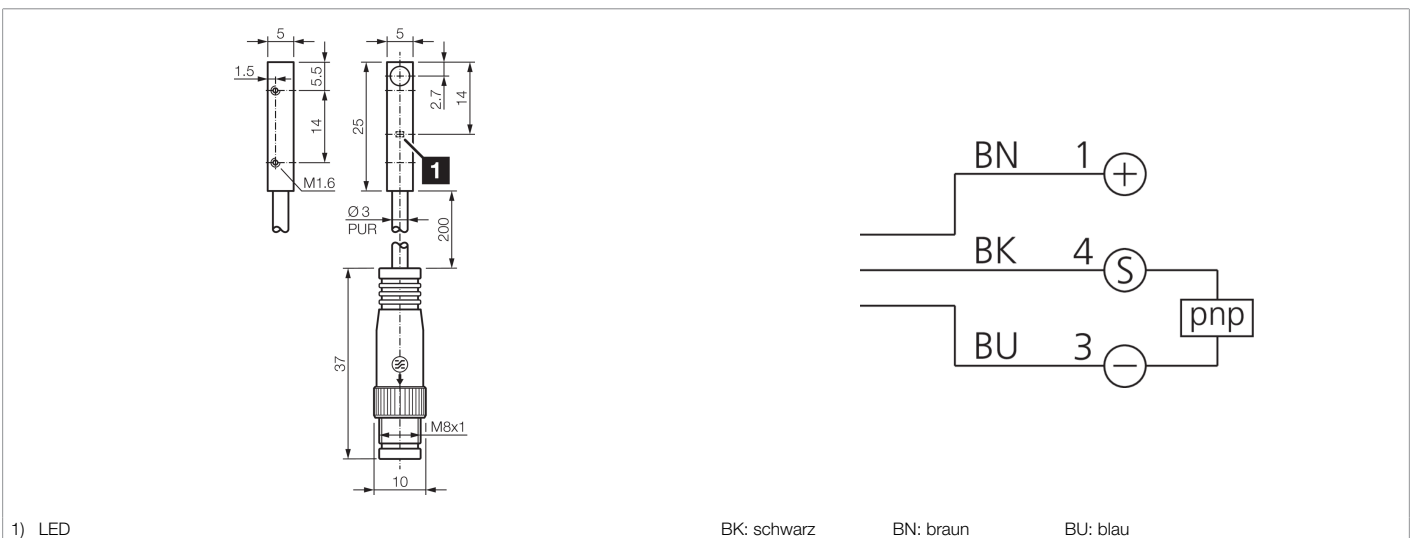 5
5
1.5
5.5
2.7
14
14
25
1
M1.6
Ø 3
PUR
200
37
M8x1
10
BN 1
+
BK 4
S
pnp
BU 3
−
1) LED
BK: schwarz BN: braun BU: blau